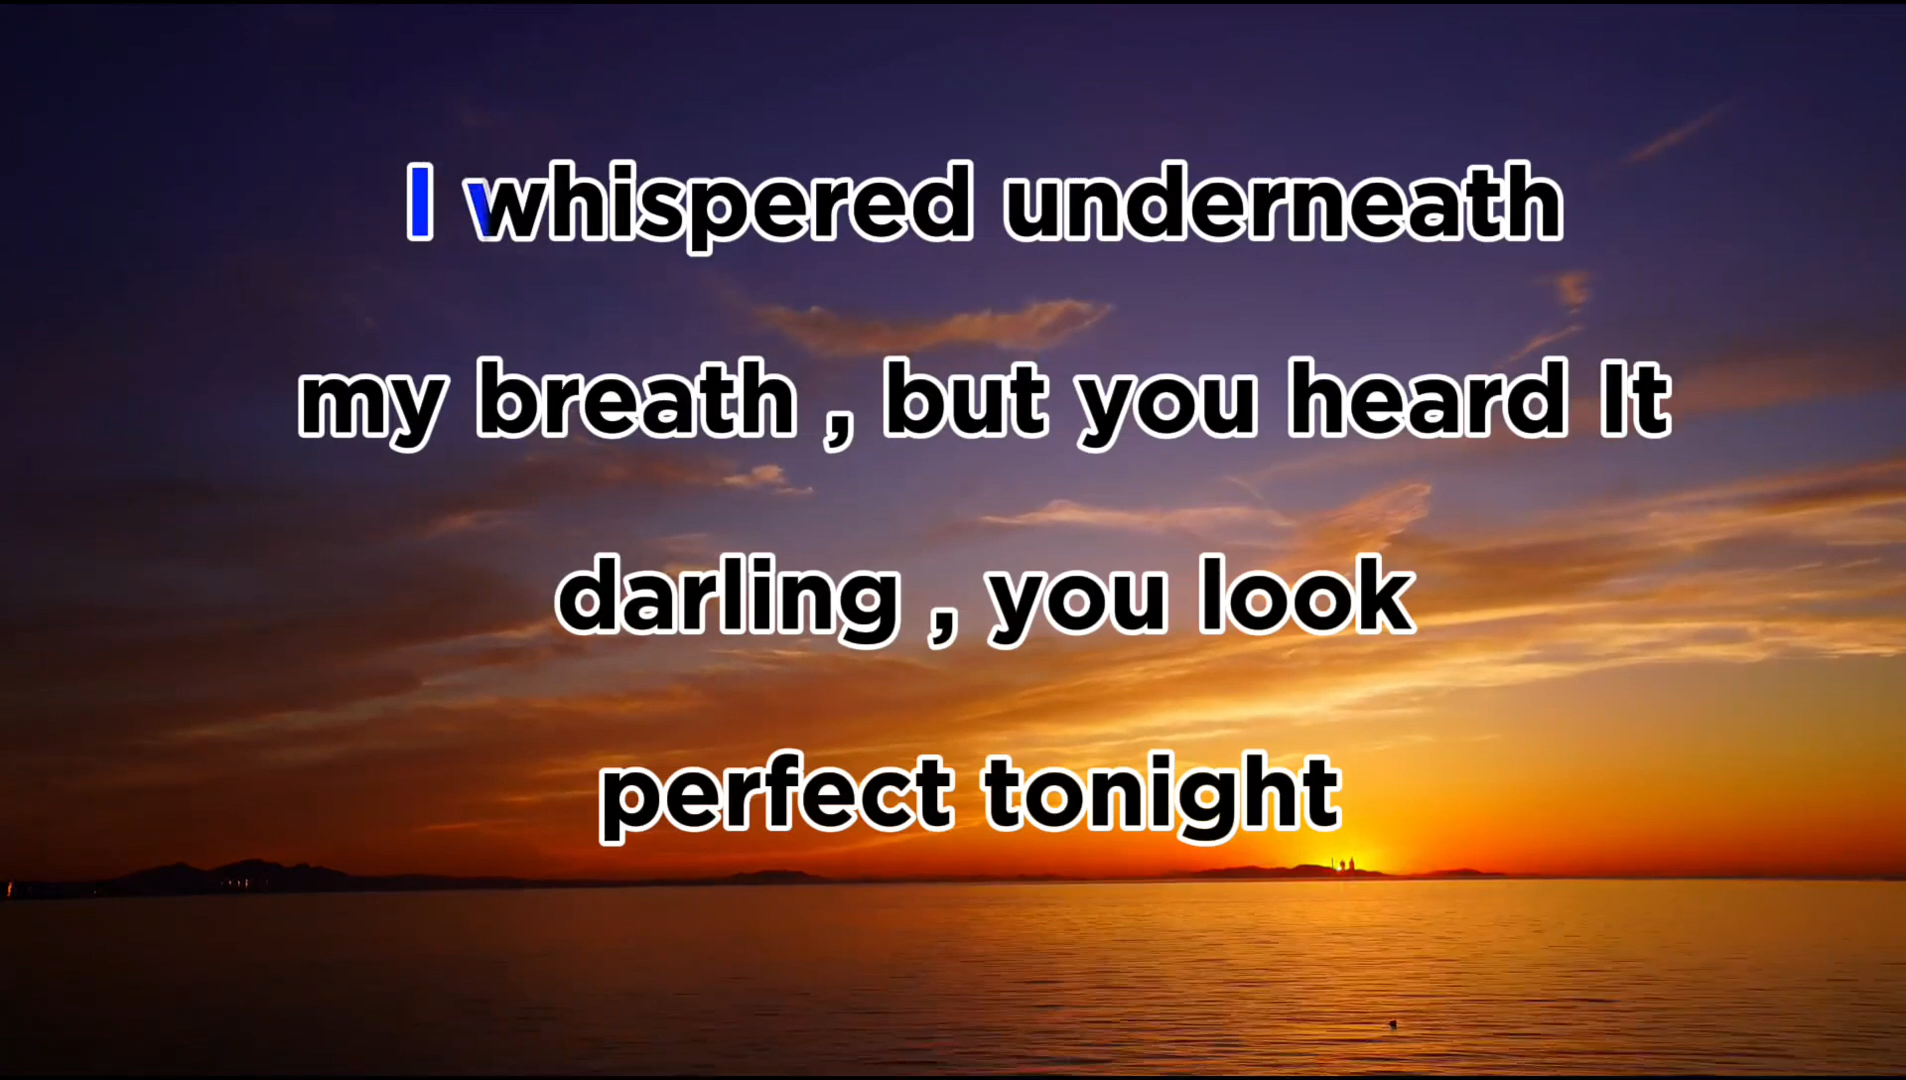 I whispered underneath
my breath , but you heard It
darling , you look
perfect tonight